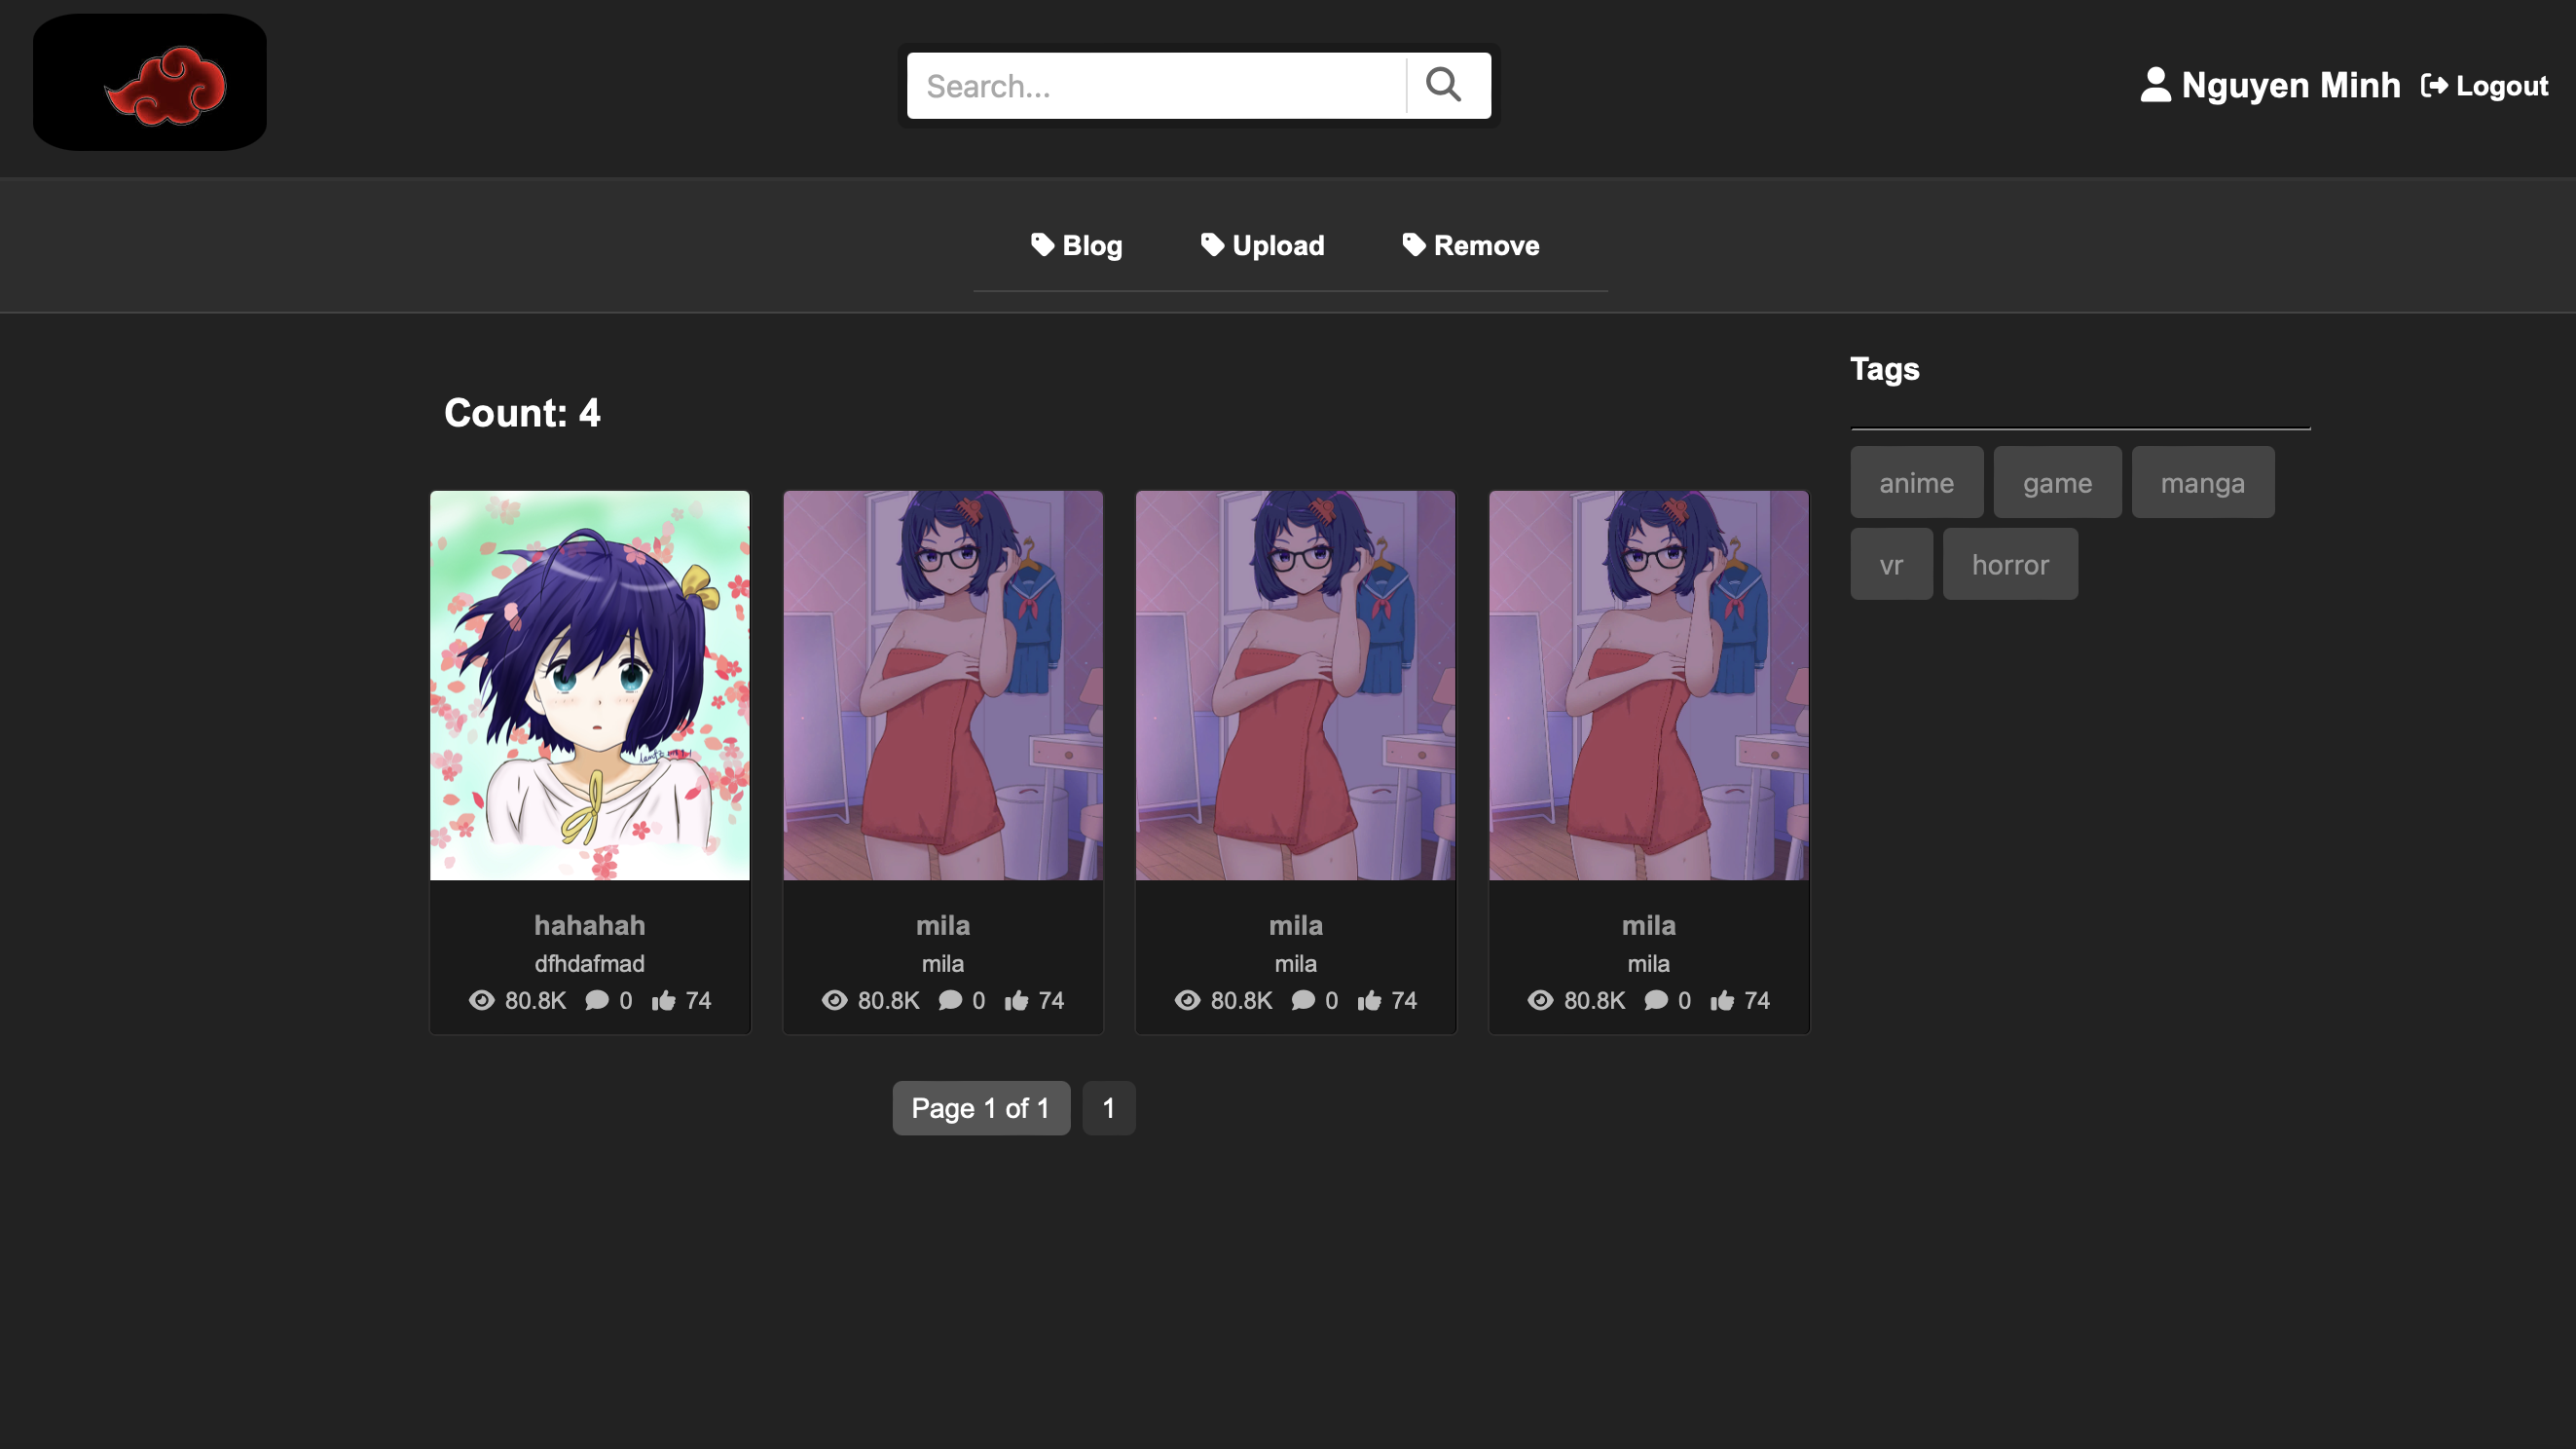 Search...
Nguyen Minh Logout
Blog Upload Remove
Tags
Count: 4
anime game manga
vr horror
hahahah mila mila mila
dfhdafmad mila mila mila
80.8K 0 74 80.8K 0 74 80.8K 0 74 80.8K 0 74
Page 1 of 1 1